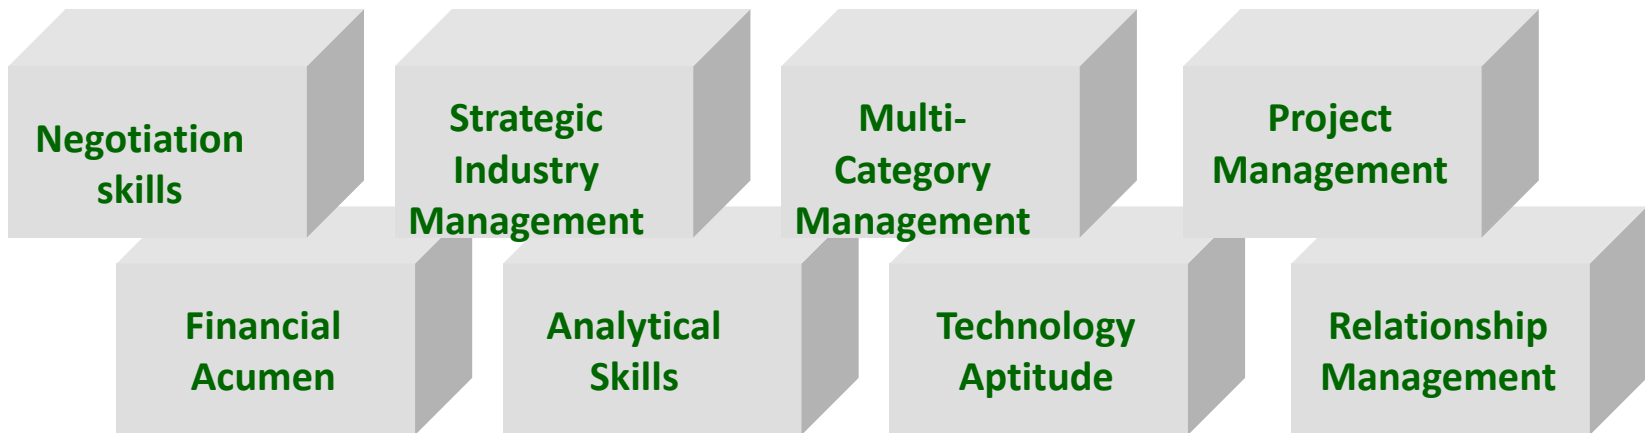 Negotiation
skills
Strategic
Industry
Management
Multi-
Category
Management
Project
Management
Financial
Acumen
Analytical
Skills
Technology
Aptitude
Relationship
Management